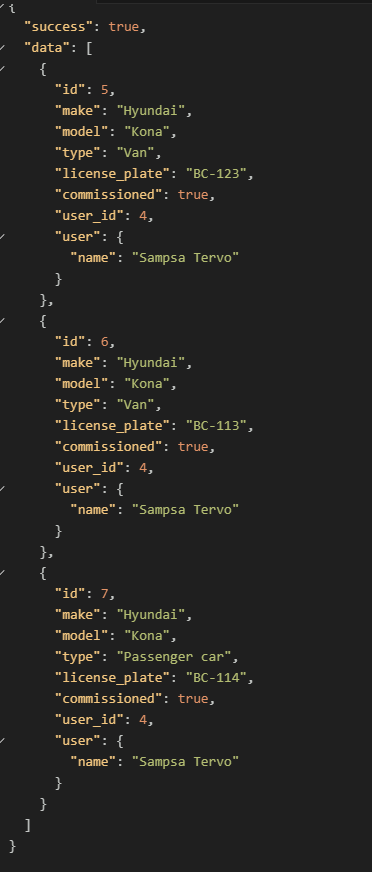 {
"success": true,
"data": [
{
"id": 5,
"make": "Hyundai",
"model": "Kona",
"type": "Van",
"license_plate": "BC-123",
"commissioned": true,
"user_id": 4,
"user": {
"name": "Sampsa Tervo"
}
},
{
"id": 6,
"make": "Hyundai",
"model": "Kona",
"type": "Van",
"license_plate": "BC-113",
"commissioned": true,
"user_id": 4,
"user": {
"name": "Sampsa Tervo"
}
},
{
"id": 7,
"make": "Hyundai",
"model": "Kona",
"type": "Passenger car",
"license_plate": "BC-114",
"commissioned": true,
"user_id": 4,
"user": {
"name": "Sampsa Tervo"
}
}
]
}